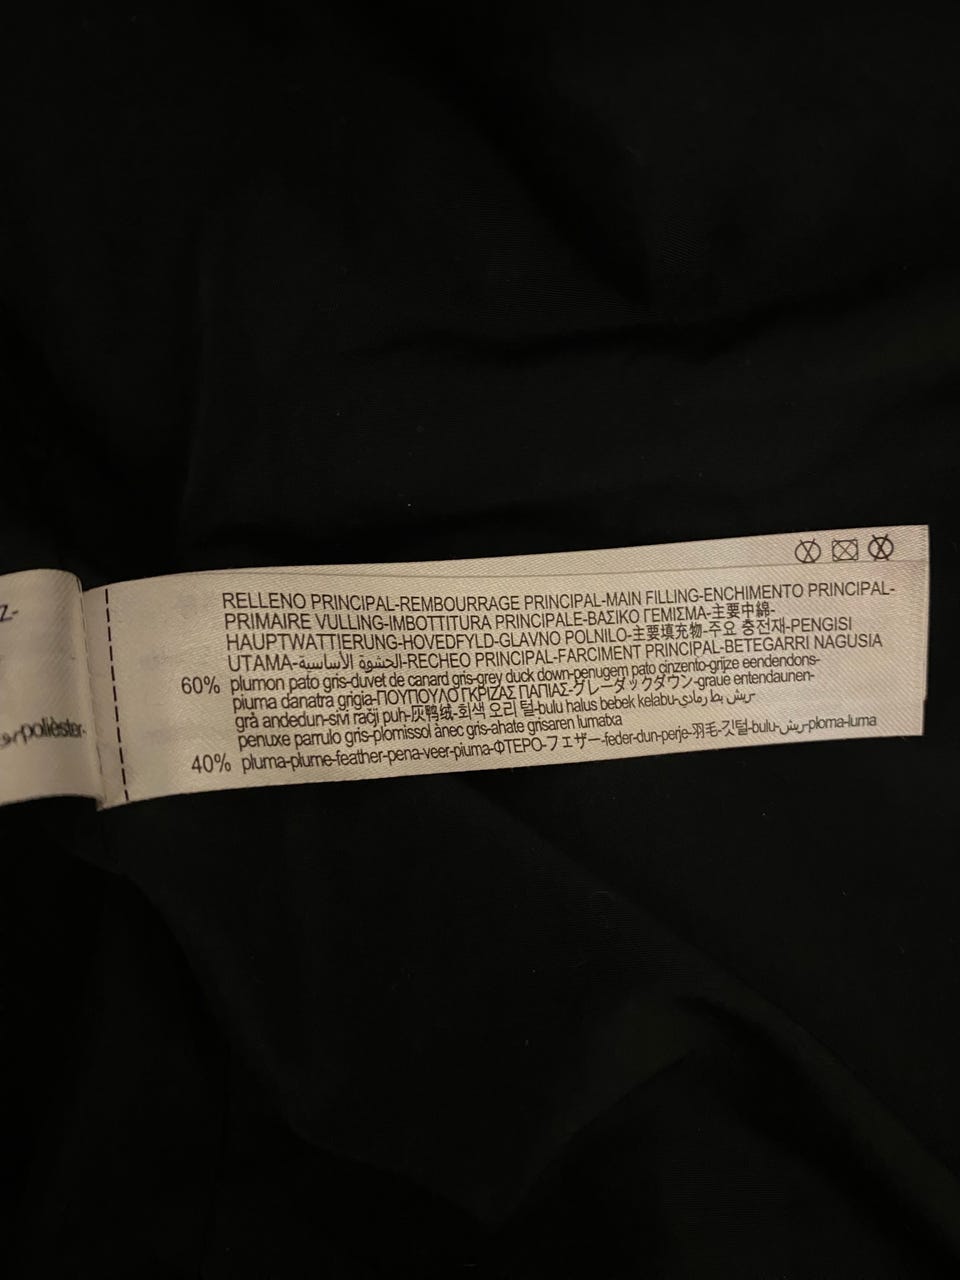 Z-
poliéster-
RELLENO PRINCIPAL-REMBOURRAGE PRINCIPAL-MAIN FILLING-ENCHIMENTO PRINCIPAL-
PRIMAIRE VULLING-IMBOTTITURA PRINCIPALE-ΒΑΣΙΚΟ ΓΕΜΙΣΜΑ-主要中綿-
HAUPTWATTIERUNG-HOVEDFYLD-GLAVNO POLNILO-主要填充物-주요 충전재-PENGISI
UTAMA-الحشوة الأساسية-RECHEO PRINCIPAL-FARCIMENT PRINCIPAL-BETEGARRI NAGUSIA
60% plumon pato gris-duvet de canard gris-grey duck down-penugem pato cinzento-grijze eendendons-
piuma danatra grigia-ΠΟΥΠΟΥΛΟ ΓΚΡΙΖΑΣ ΠΑΠΙΑΣ-グレーダックダウン-graue entendaunen-
grå andedun-sivi račji puh-灰鸭绒-회색 오리 털-bulu halus bebek kelabu-ريش بط رمادي-
penuxe parrulo gris-plomissol ànec gris-ahate grisaren lumatxa
40% pluma-plume-feather-pena-veer-piuma-ΦΤΕΡΟ-フェザー-feder-dun-perje-羽毛-깃털-bulu-ريش-ploma-luma